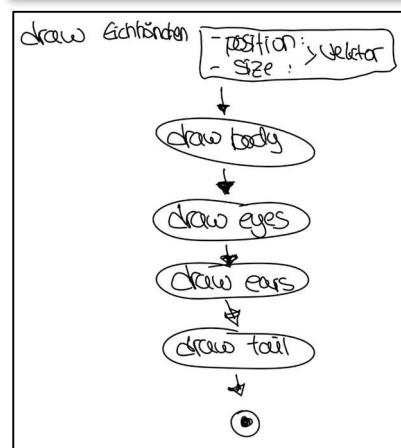 draw Eichhörnchen
- position:
- size : > Vektor
draw body
draw eyes
draw ears
draw tail